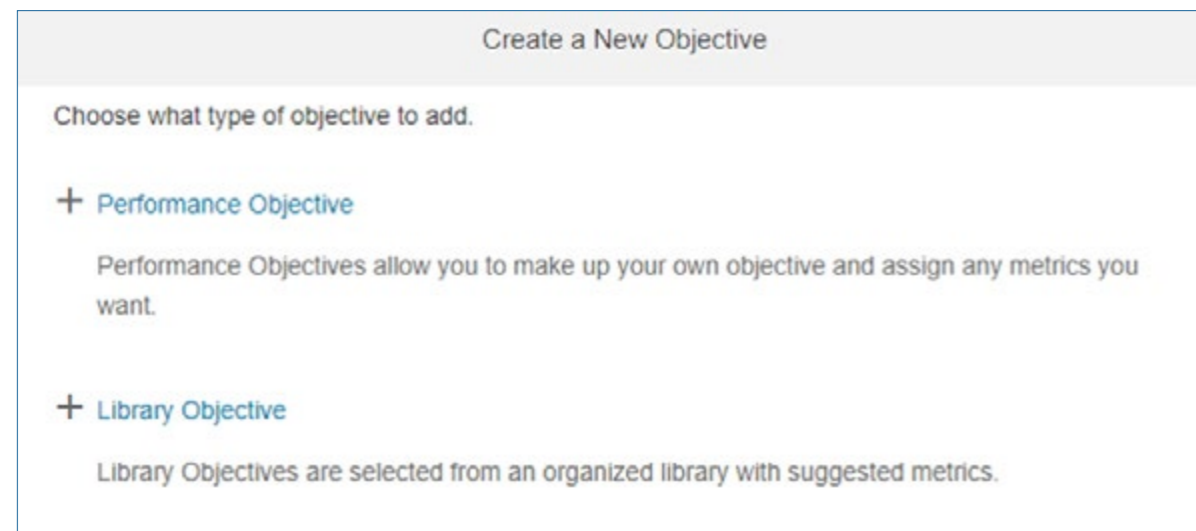 Create a New Objective
Choose what type of objective to add.
+ Performance Objective
Performance Objectives allow you to make up your own objective and assign any metrics you
want.
+ Library Objective
Library Objectives are selected from an organized library with suggested metrics.